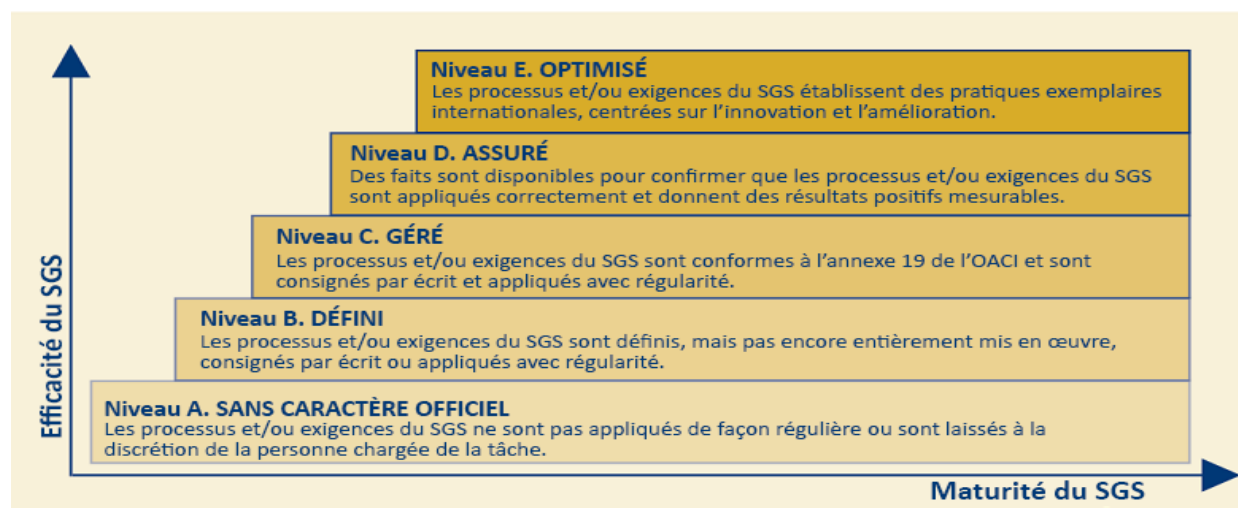 Efficacité du SGS
Niveau E. OPTIMISÉ
Les processus et/ou exigences du SGS établissent des pratiques exemplaires
internationales, centrées sur l’innovation et l’amélioration.
Niveau D. ASSURÉ
Des faits sont disponibles pour confirmer que les processus et/ou exigences du SGS
sont appliqués correctement et donnent des résultats positifs mesurables.
Niveau C. GÉRÉ
Les processus et/ou exigences du SGS sont conformes à l’annexe 19 de l’OACI et sont
consignés par écrit et appliqués avec régularité.
Niveau B. DÉFINI
Les processus et/ou exigences du SGS sont définis, mais pas encore entièrement mis en œuvre,
consignés par écrit ou appliqués avec régularité.
Niveau A. SANS CARACTÈRE OFFICIEL
Les processus et/ou exigences du SGS ne sont pas appliqués de façon régulière ou sont laissés à la
discrétion de la personne chargée de la tâche.
Maturité du SGS